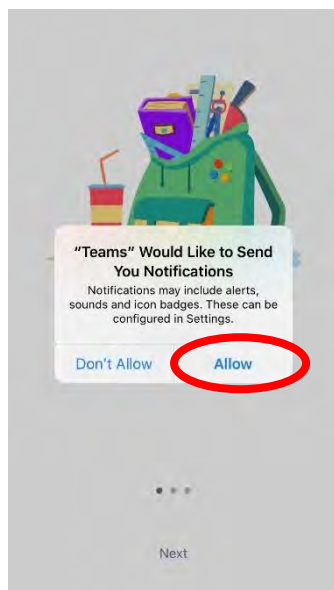 “Teams” Would Like to Send
You Notifications
Notifications may include alerts,
sounds and icon badges. These can be
configured in Settings.
Don't Allow
Allow
Next